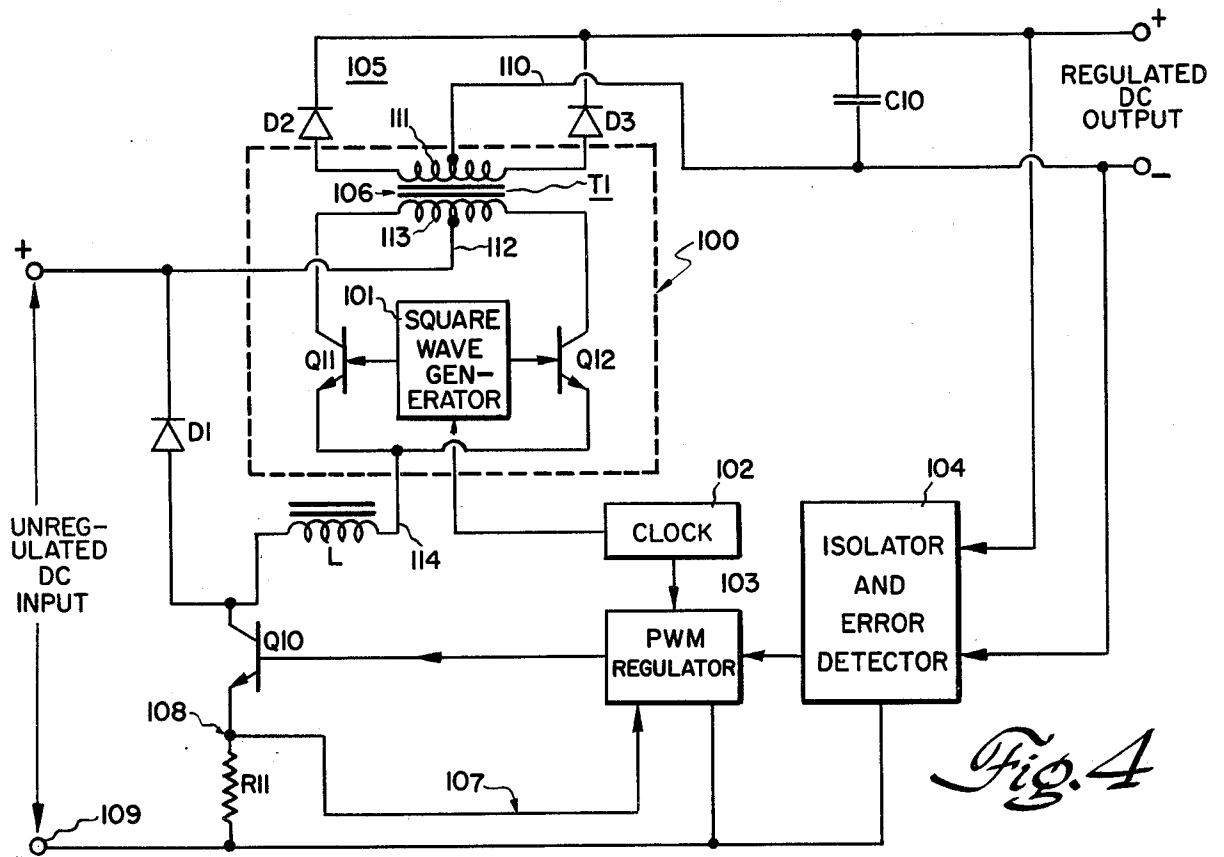 +
105
110
REGULATED
DC
OUTPUT
D2
111
D3
C10
106
T1
−
113
112
100
+
101
SQUARE
WAVE
GEN-
ERATOR
Q11
Q12
D1
UNREG-
ULATED
DC
INPUT
L
114
102
CLOCK
103
104
ISOLATOR
AND
ERROR
DETECTOR
Q10
PWM
REGULATOR
108
R11
107
109
Fig. 4